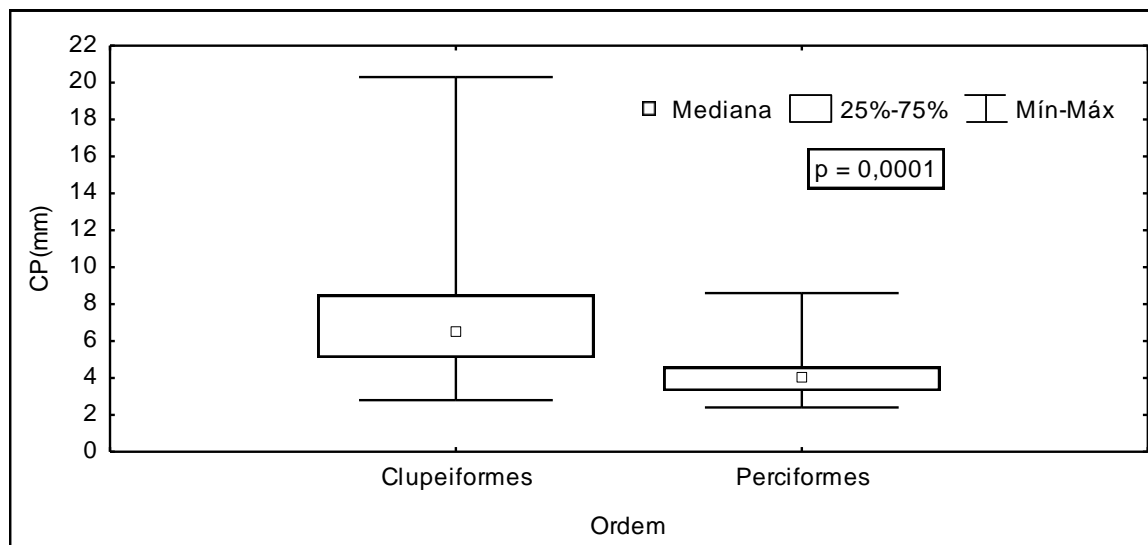 22
20
18
16
14
12
10
8
6
4
2
0
CP(mm)
Mediana 25%-75% Mín-Máx
p = 0,0001
Clupeiformes Perciformes
Ordem